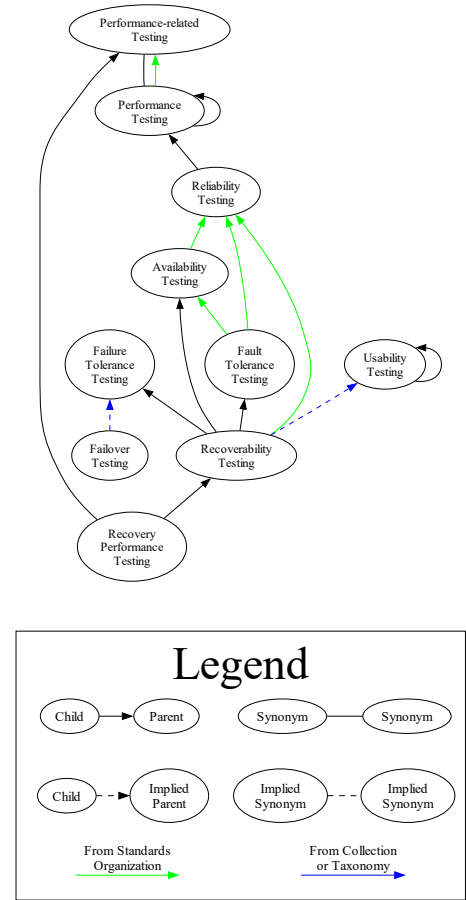 Performance-related
Testing
Performance
Testing
Reliability
Testing
Availability
Testing
Failure
Tolerance
Testing
Fault
Tolerance
Testing
Usability
Testing
Failover
Testing
Recoverability
Testing
Recovery
Performance
Testing
Legend
Child
Parent
Synonym
Synonym
Child
Implied
Parent
Implied
Synonym
Implied
Synonym
From Standards
Organization
From Collection
or Taxonomy